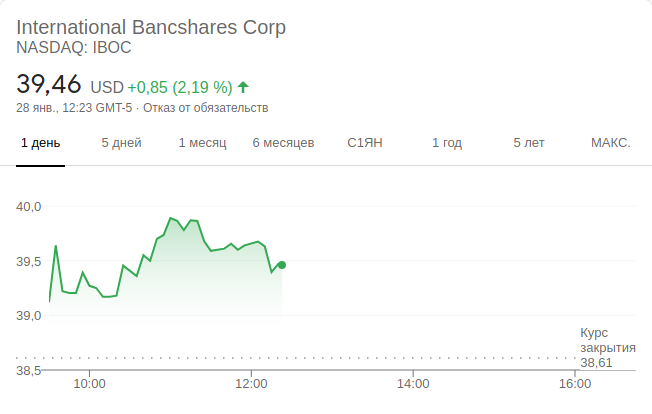 International Bancshares Corp
NASDAQ: IBOC
39,46 USD +0,85 (2,19 %)
28 янв., 12:23 GMT-5 · Отказ от обязательств
1 день 5 дней 1 месяц 6 месяцев С1ЯН 1 год 5 лет МАКС.
40,0
39,5
39,0
Курс
закрытия
38,61
38,5
10:00 12:00 14:00 16:00